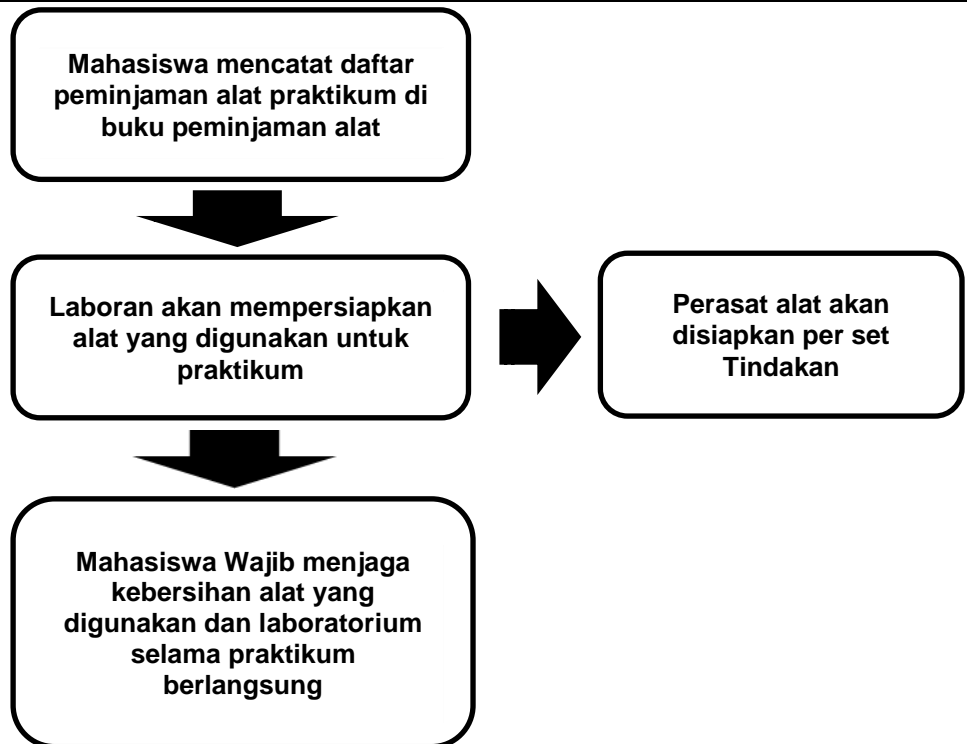 Mahasiswa mencatat daftar
peminjaman alat praktikum di
buku peminjaman alat
Laboran akan mempersiapkan
alat yang digunakan untuk
praktikum
Perasat alat akan
disiapkan per set
Tindakan
Mahasiswa Wajib menjaga
kebersihan alat yang
digunakan dan laboratorium
selama praktikum
berlangsung